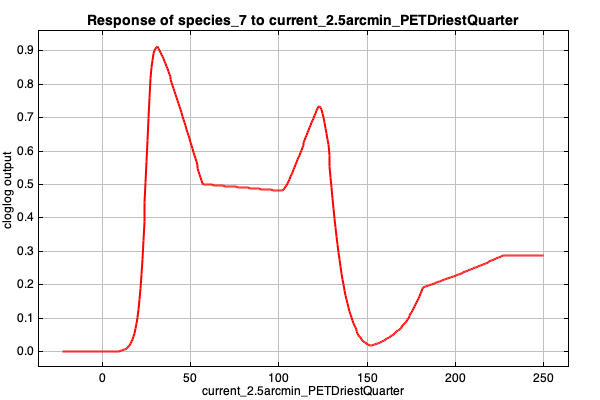 Response of species_7 to current_2.5arcmin_PETDriestQuarter
cloglog output
0.9
0.8
0.7
0.6
0.5
0.4
0.3
0.2
0.1
0.0
0 50 100 150 200 250
current_2.5arcmin_PETDriestQuarter